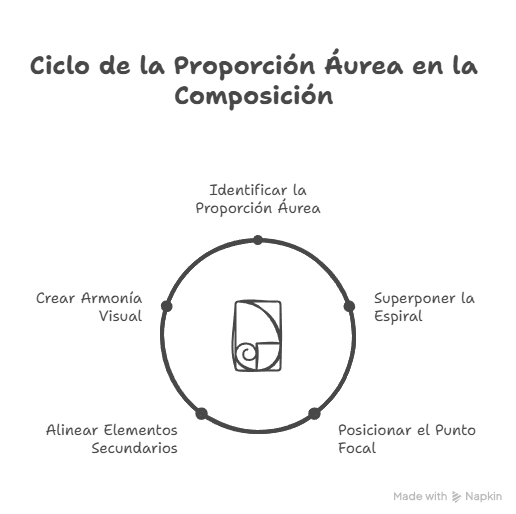 Ciclo de la Proporción Áurea en la
Composición
Identificar la
Proporción Áurea
Crear Armonía
Visual
Superponer la
Espiral
Alinear Elementos
Secundarios
Posicionar el Punto
Focal
Made with Napkin